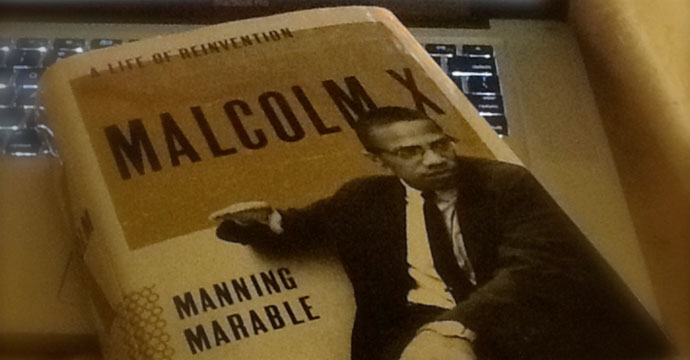 A LIFE OF REINVENTION
MALCOLM X
MANNING
MARABLE